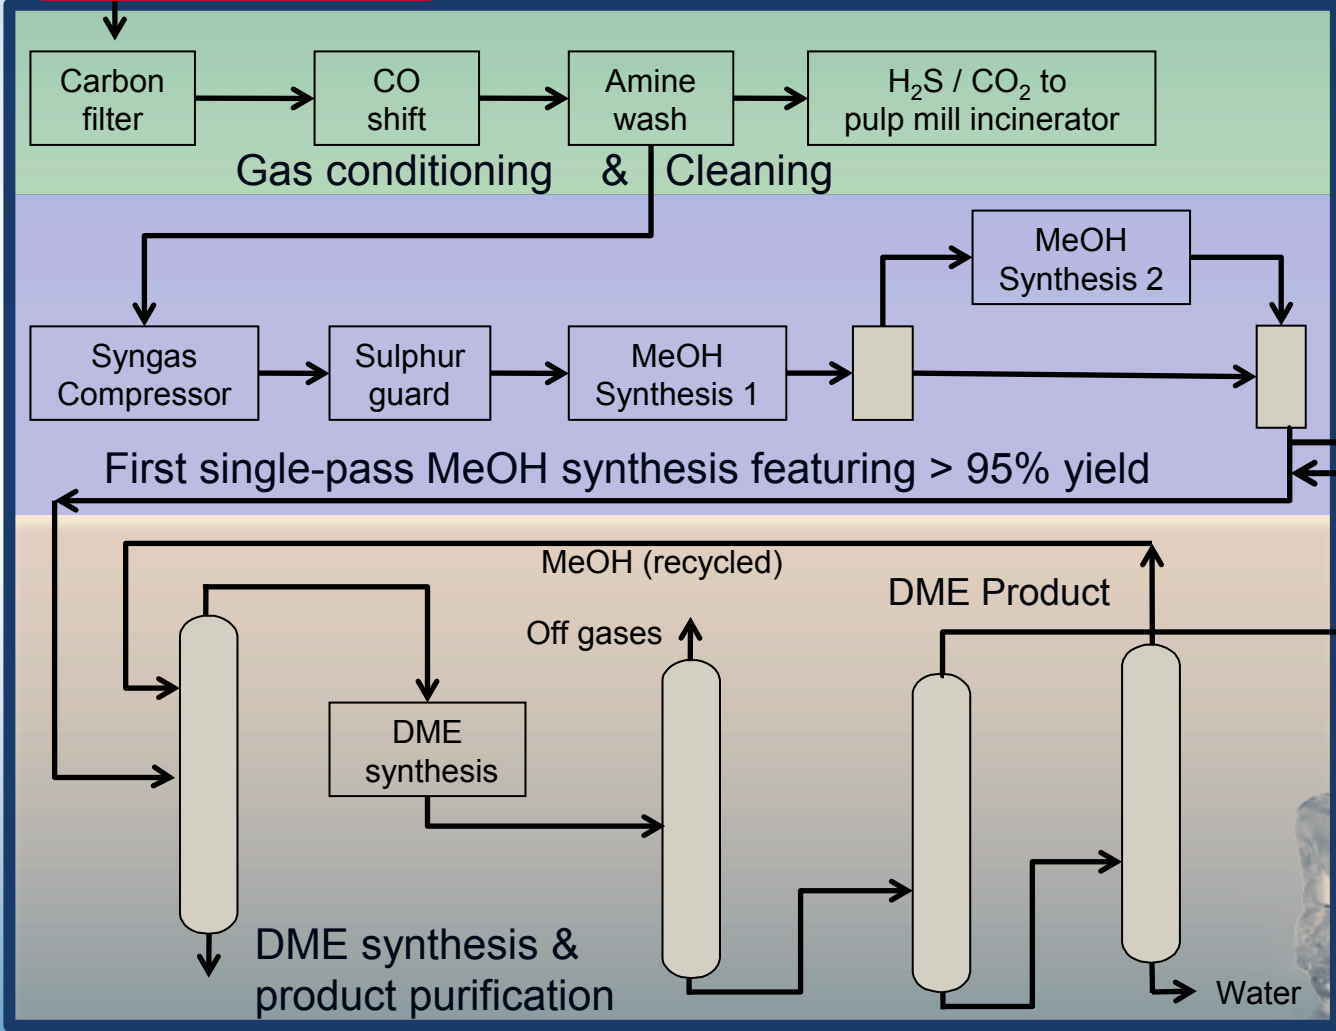 Carbon
filter
CO
shift
Amine
wash
H₂S / CO₂ to
pulp mill incinerator
Gas conditioning & Cleaning
MeOH
Synthesis 2
Syngas
Compressor
Sulphur
guard
MeOH
Synthesis 1
First single-pass MeOH synthesis featuring > 95% yield
MeOH (recycled)
DME Product
Off gases
DME
synthesis
DME synthesis &
product purification
Water